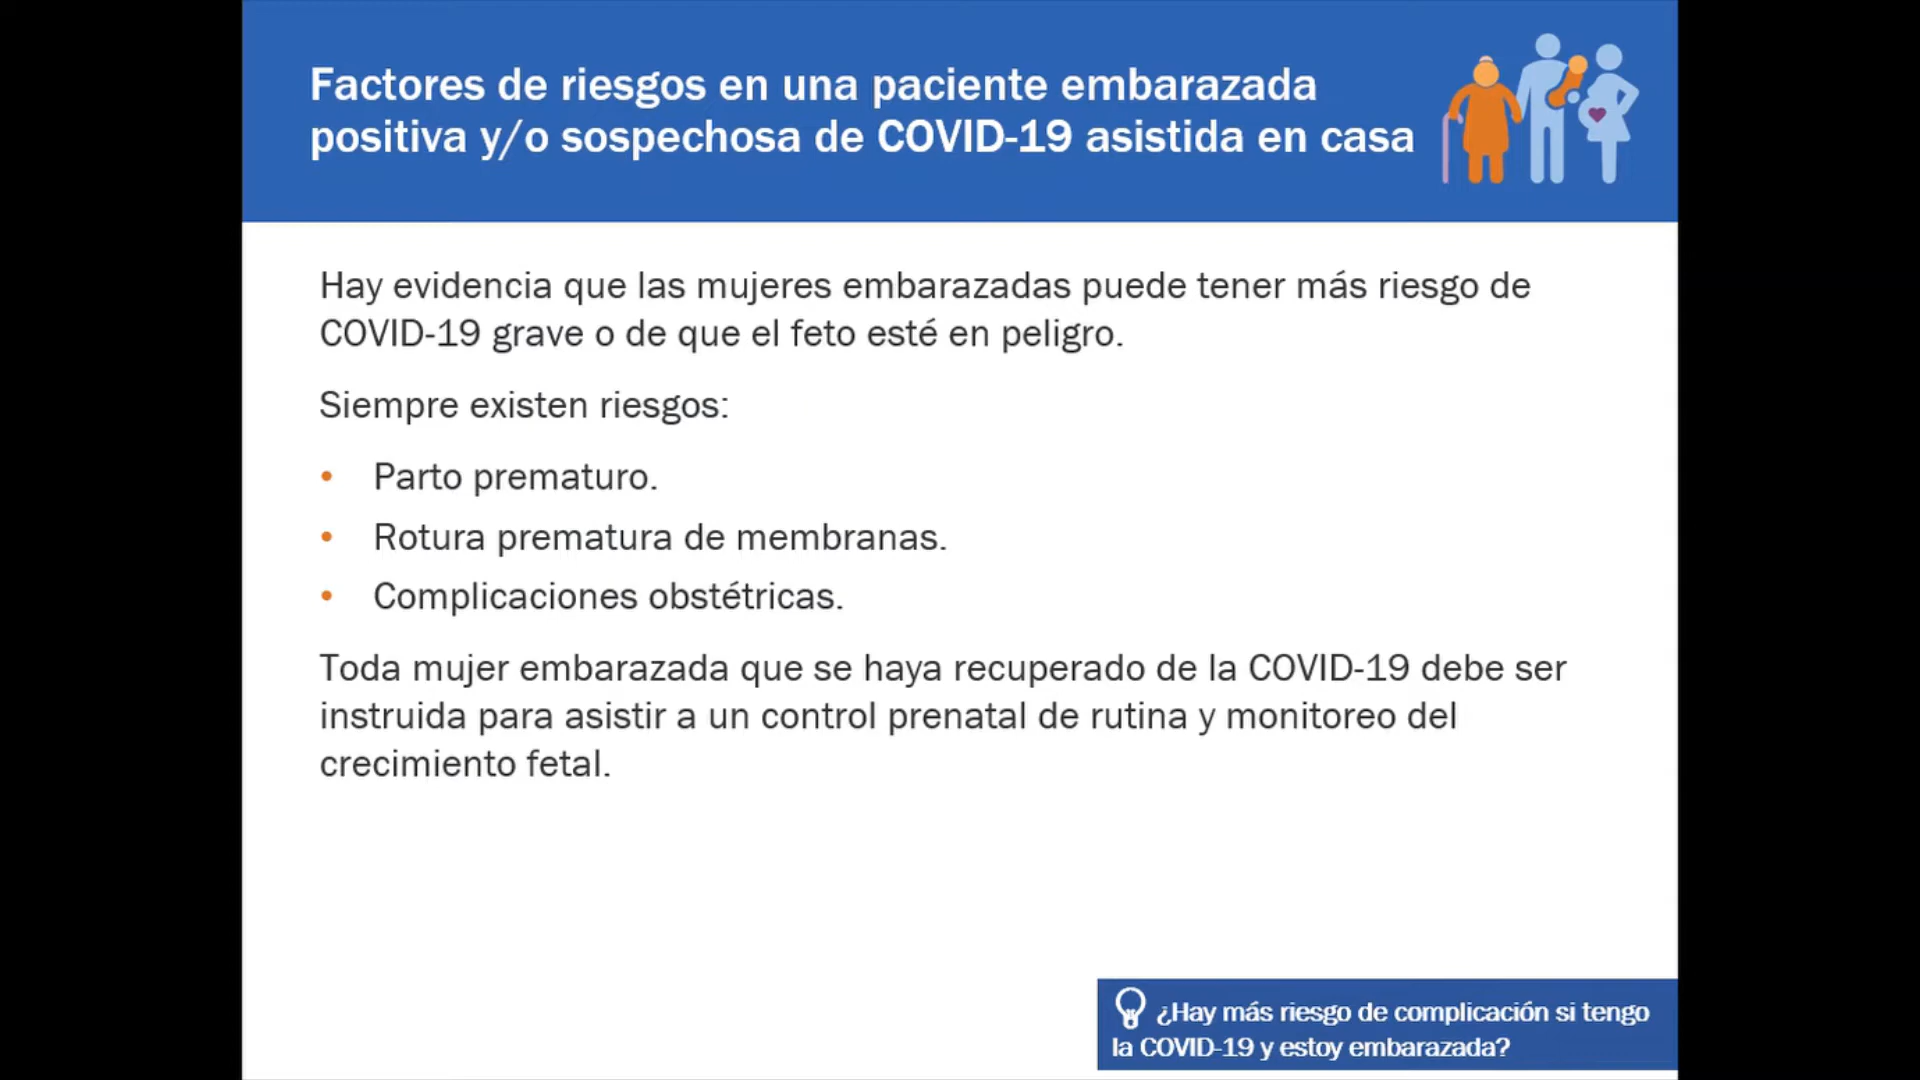 Factores de riesgos en una paciente embarazada
positiva y/o sospechosa de COVID-19 asistida en casa
Hay evidencia que las mujeres embarazadas puede tener más riesgo de
COVID-19 grave o de que el feto esté en peligro.
Siempre existen riesgos:
• Parto prematuro.
• Rotura prematura de membranas.
• Complicaciones obstétricas.
Toda mujer embarazada que se haya recuperado de la COVID-19 debe ser
instruida para asistir a un control prenatal de rutina y monitoreo del
crecimiento fetal.
¿Hay más riesgo de complicación si tengo
la COVID-19 y estoy embarazada?